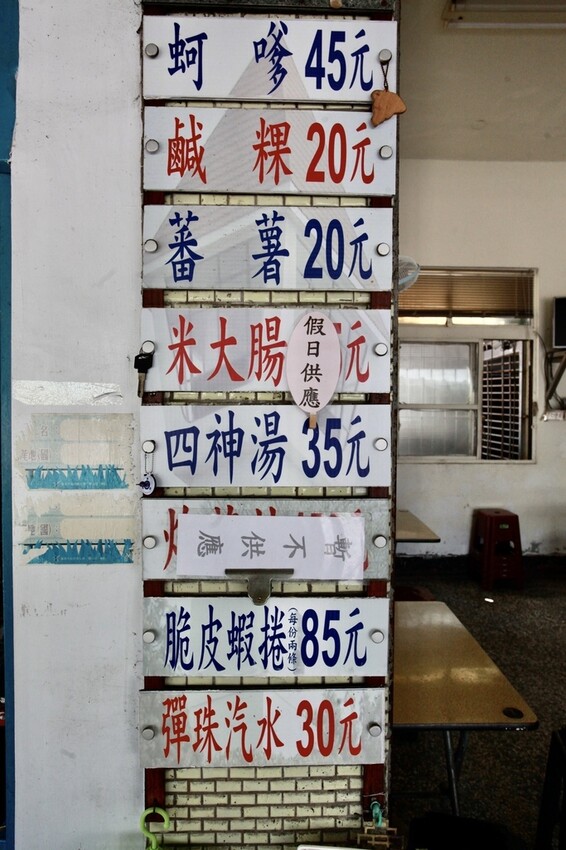 蚵嗲45元
鹹粿20元
蕃薯20元
米大腸 元
假日供應
四神湯35元
暫不供應
脆皮蝦捲(每份兩條)85元
彈珠汽水30元